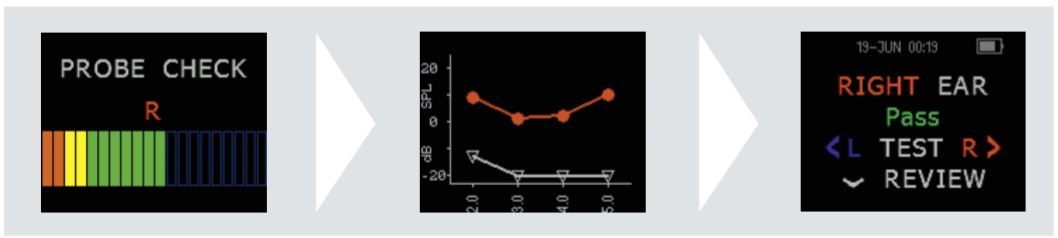 PROBE CHECK
R
20
0
-20
dB SPL
2.0 3.0 4.0 5.0
19-JUN 00:19
RIGHT EAR
Pass
<L TEST R>
REVIEW